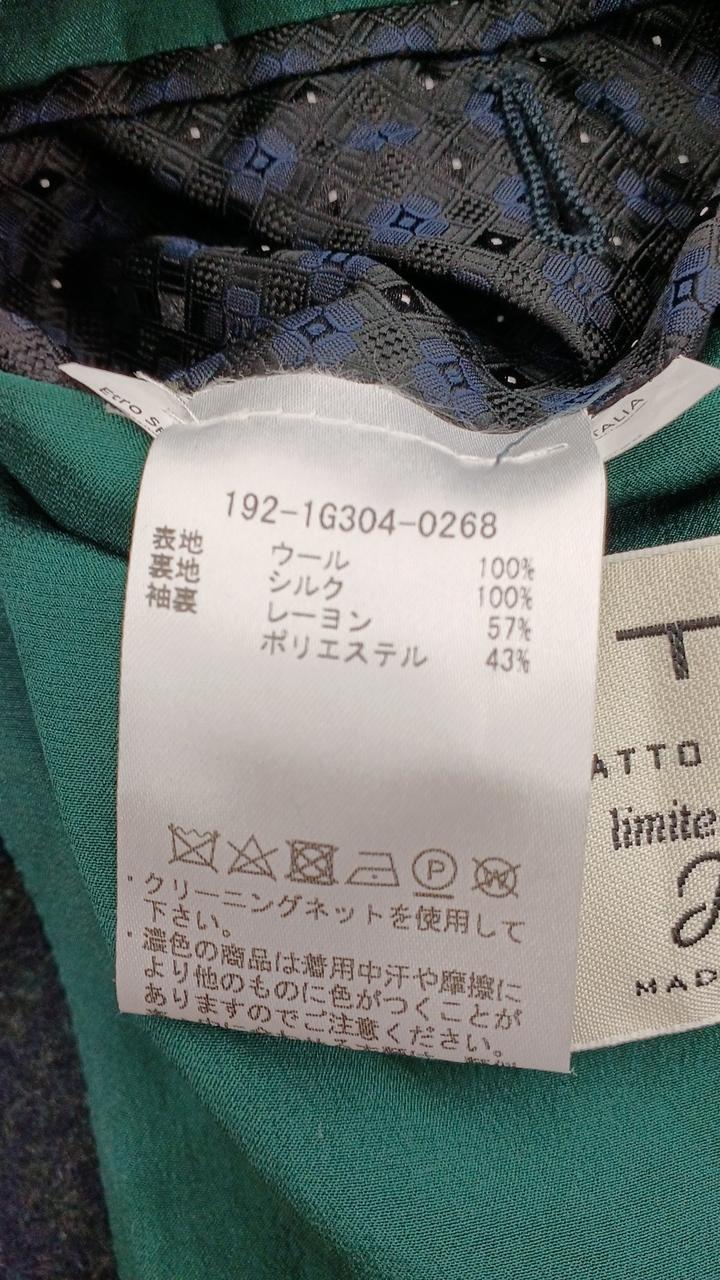 Etro
TALIA
192-1G304-0268
表地 ウール 100%
裏地 シルク 100%
袖裏 レーヨン 57%
ポリエステル 43%
P
W
・クリーニングネットを使用して
下さい。
・濃色の商品は着用中汗や摩擦に
より他のものに色がつくことが
ありますのでご注意ください。
T
ATTO
limite
MAD